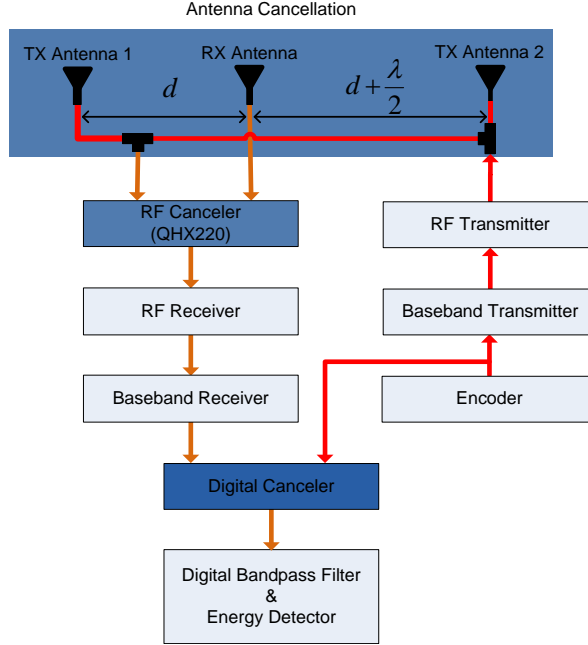 Antenna Cancellation
TX Antenna 1
RX Antenna
TX Antenna 2
d
d + λ/2
RF Canceler
(QHX220)
RF Transmitter
RF Receiver
Baseband Transmitter
Baseband Receiver
Encoder
Digital Canceler
Digital Bandpass Filter
&
Energy Detector